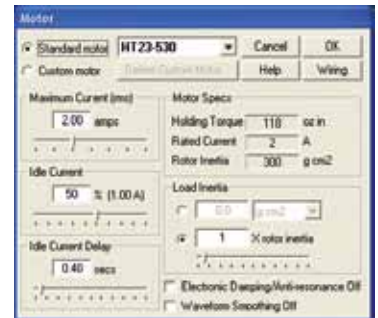 Motor
Standard motor HT23-530 Cancel OK
Custom motor Define Custom Motor Help Wiring
Maximum Current (rms)
2.00 amps
Idle Current
50 % (1.00 A)
Idle Current Delay
0.40 secs
Motor Specs
Holding Torque 118 oz in
Rated Current 2 A
Rotor Inertia 300 g cm2
Load Inertia
0.0 g cm2
1 X rotor inertia
Electronic Damping/Anti-resonance Off
Waveform Smoothing Off